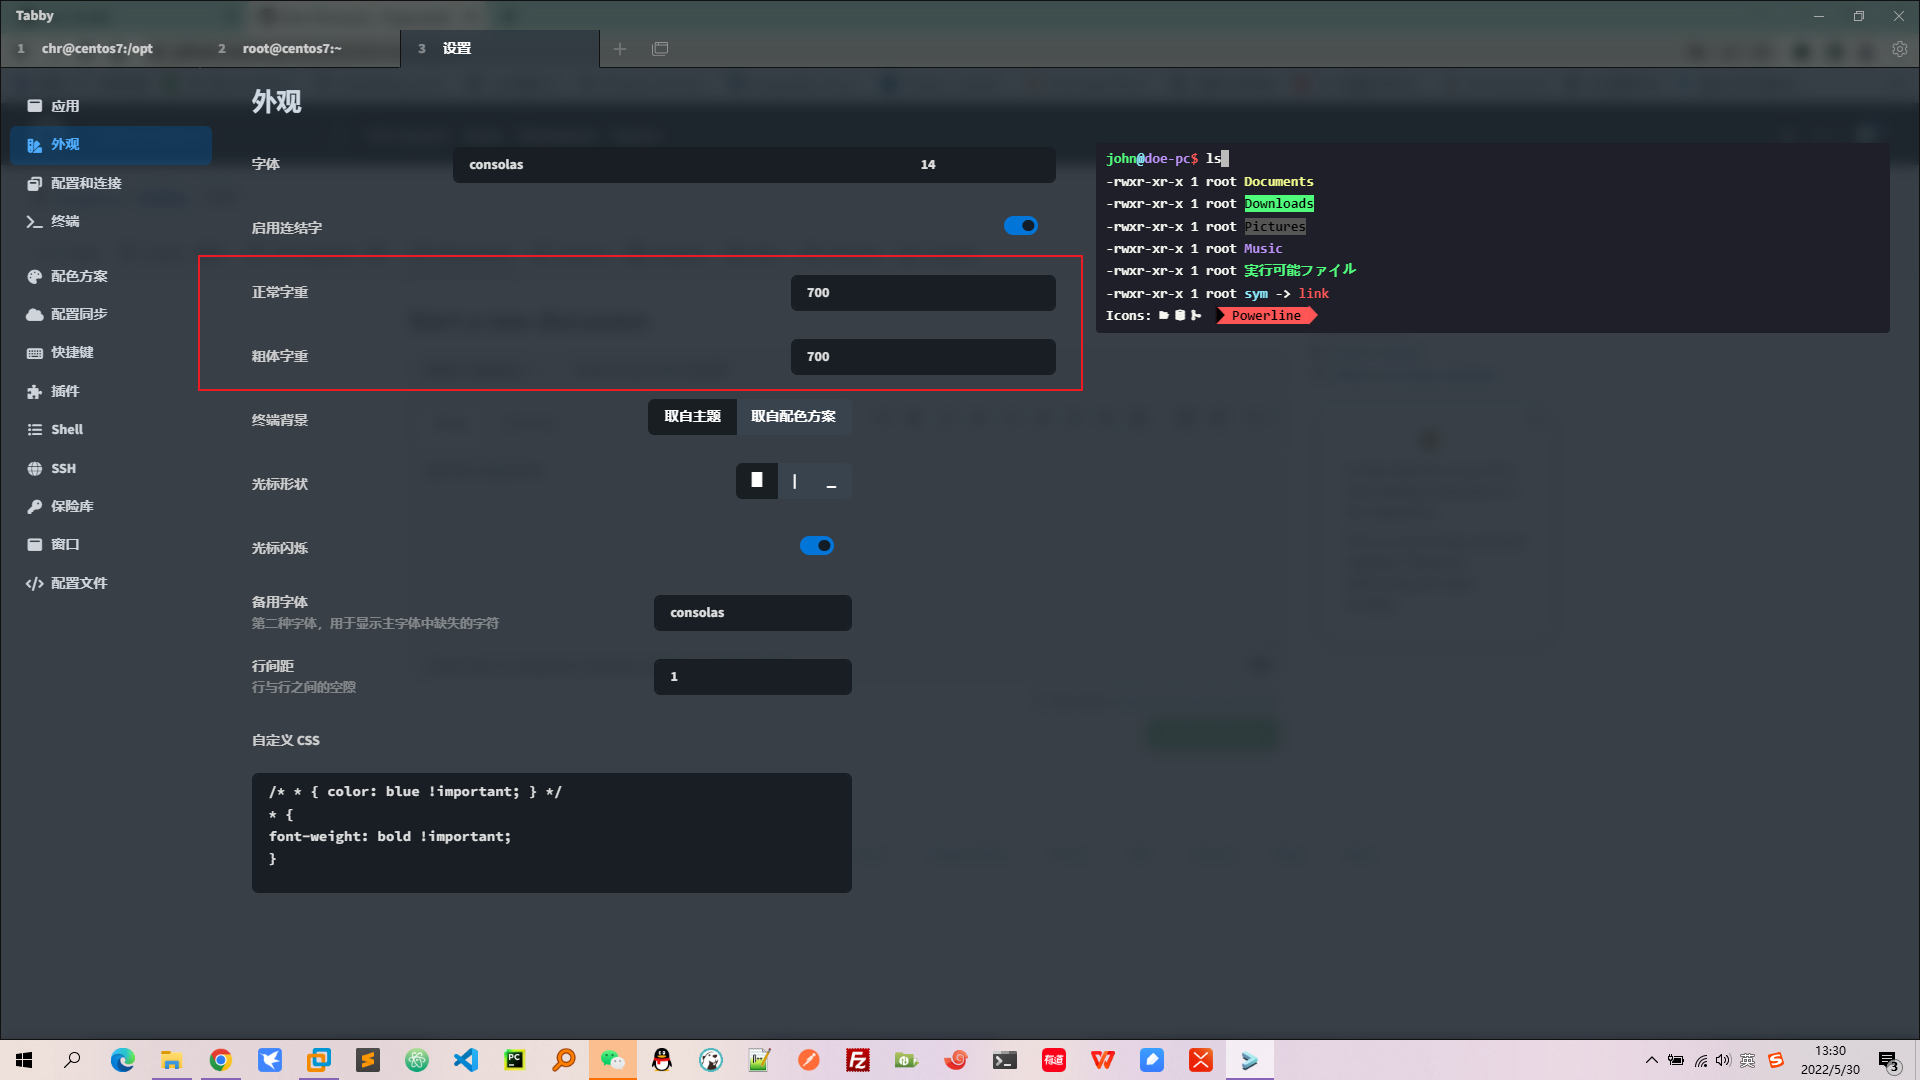 Tabby
1 chr@centos7:/opt
2 root@centos7:~
3 设置
应用
外观
配置和连接
终端
配色方案
配置同步
快捷键
插件
Shell
SSH
保险库
窗口
配置文件
外观
字体 consolas 14
启用连结字
正常字重 700
粗体字重 700
终端背景 取自主题 取自配色方案
光标形状 █ | _
光标闪烁
备用字体 consolas
第二种字体，用于显示主字体中缺失的字符
行间距 1
行与行之间的空隙
自定义 CSS
/* * { color: blue !important; } */
* {
font-weight: bold !important;
}
john@doe-pc$ ls
-rwxr-xr-x 1 root Documents
-rwxr-xr-x 1 root Downloads
-rwxr-xr-x 1 root Pictures
-rwxr-xr-x 1 root Music
-rwxr-xr-x 1 root 実行可能ファイル
-rwxr-xr-x 1 root sym -> link
Icons: Powerline
PC
Fz
有道
英
13:30
2022/5/30
3